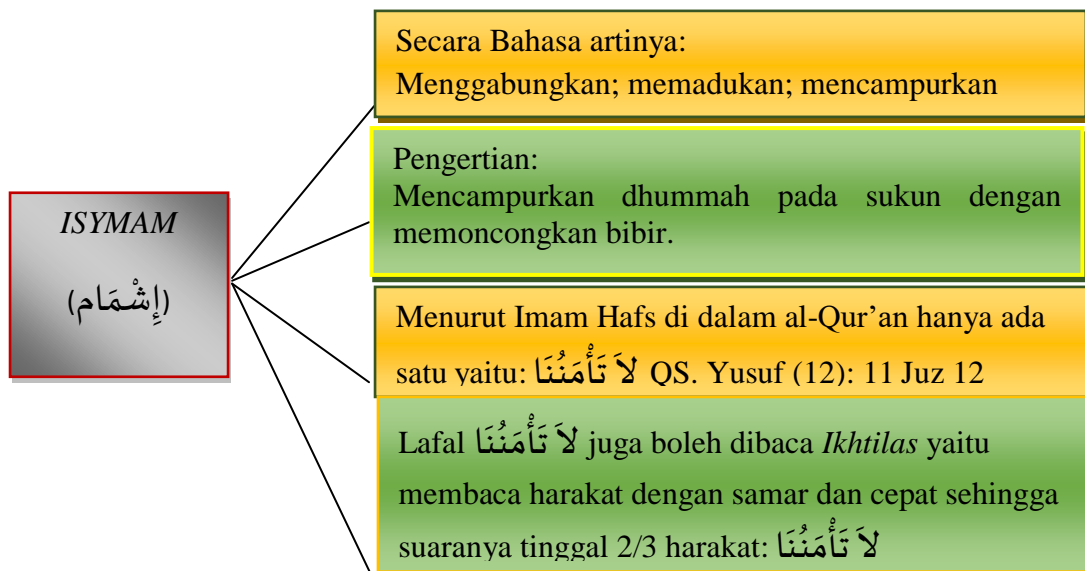 ISYMAM
(إِشْمَام)
Secara Bahasa artinya:
Menggabungkan; memadukan; mencampurkan
Pengertian:
Mencampurkan dhummah pada sukun dengan
memoncongkan bibir.
Menurut Imam Hafs di dalam al-Qur’an hanya ada
satu yaitu: لاَ تَأْمَنُنَا QS. Yusuf (12): 11 Juz 12
Lafal لاَ تَأْمَنُنَا juga boleh dibaca Ikhtilas yaitu
membaca harakat dengan samar dan cepat sehingga
suaranya tinggal 2/3 harakat: لاَ تَأْمَنُنَا